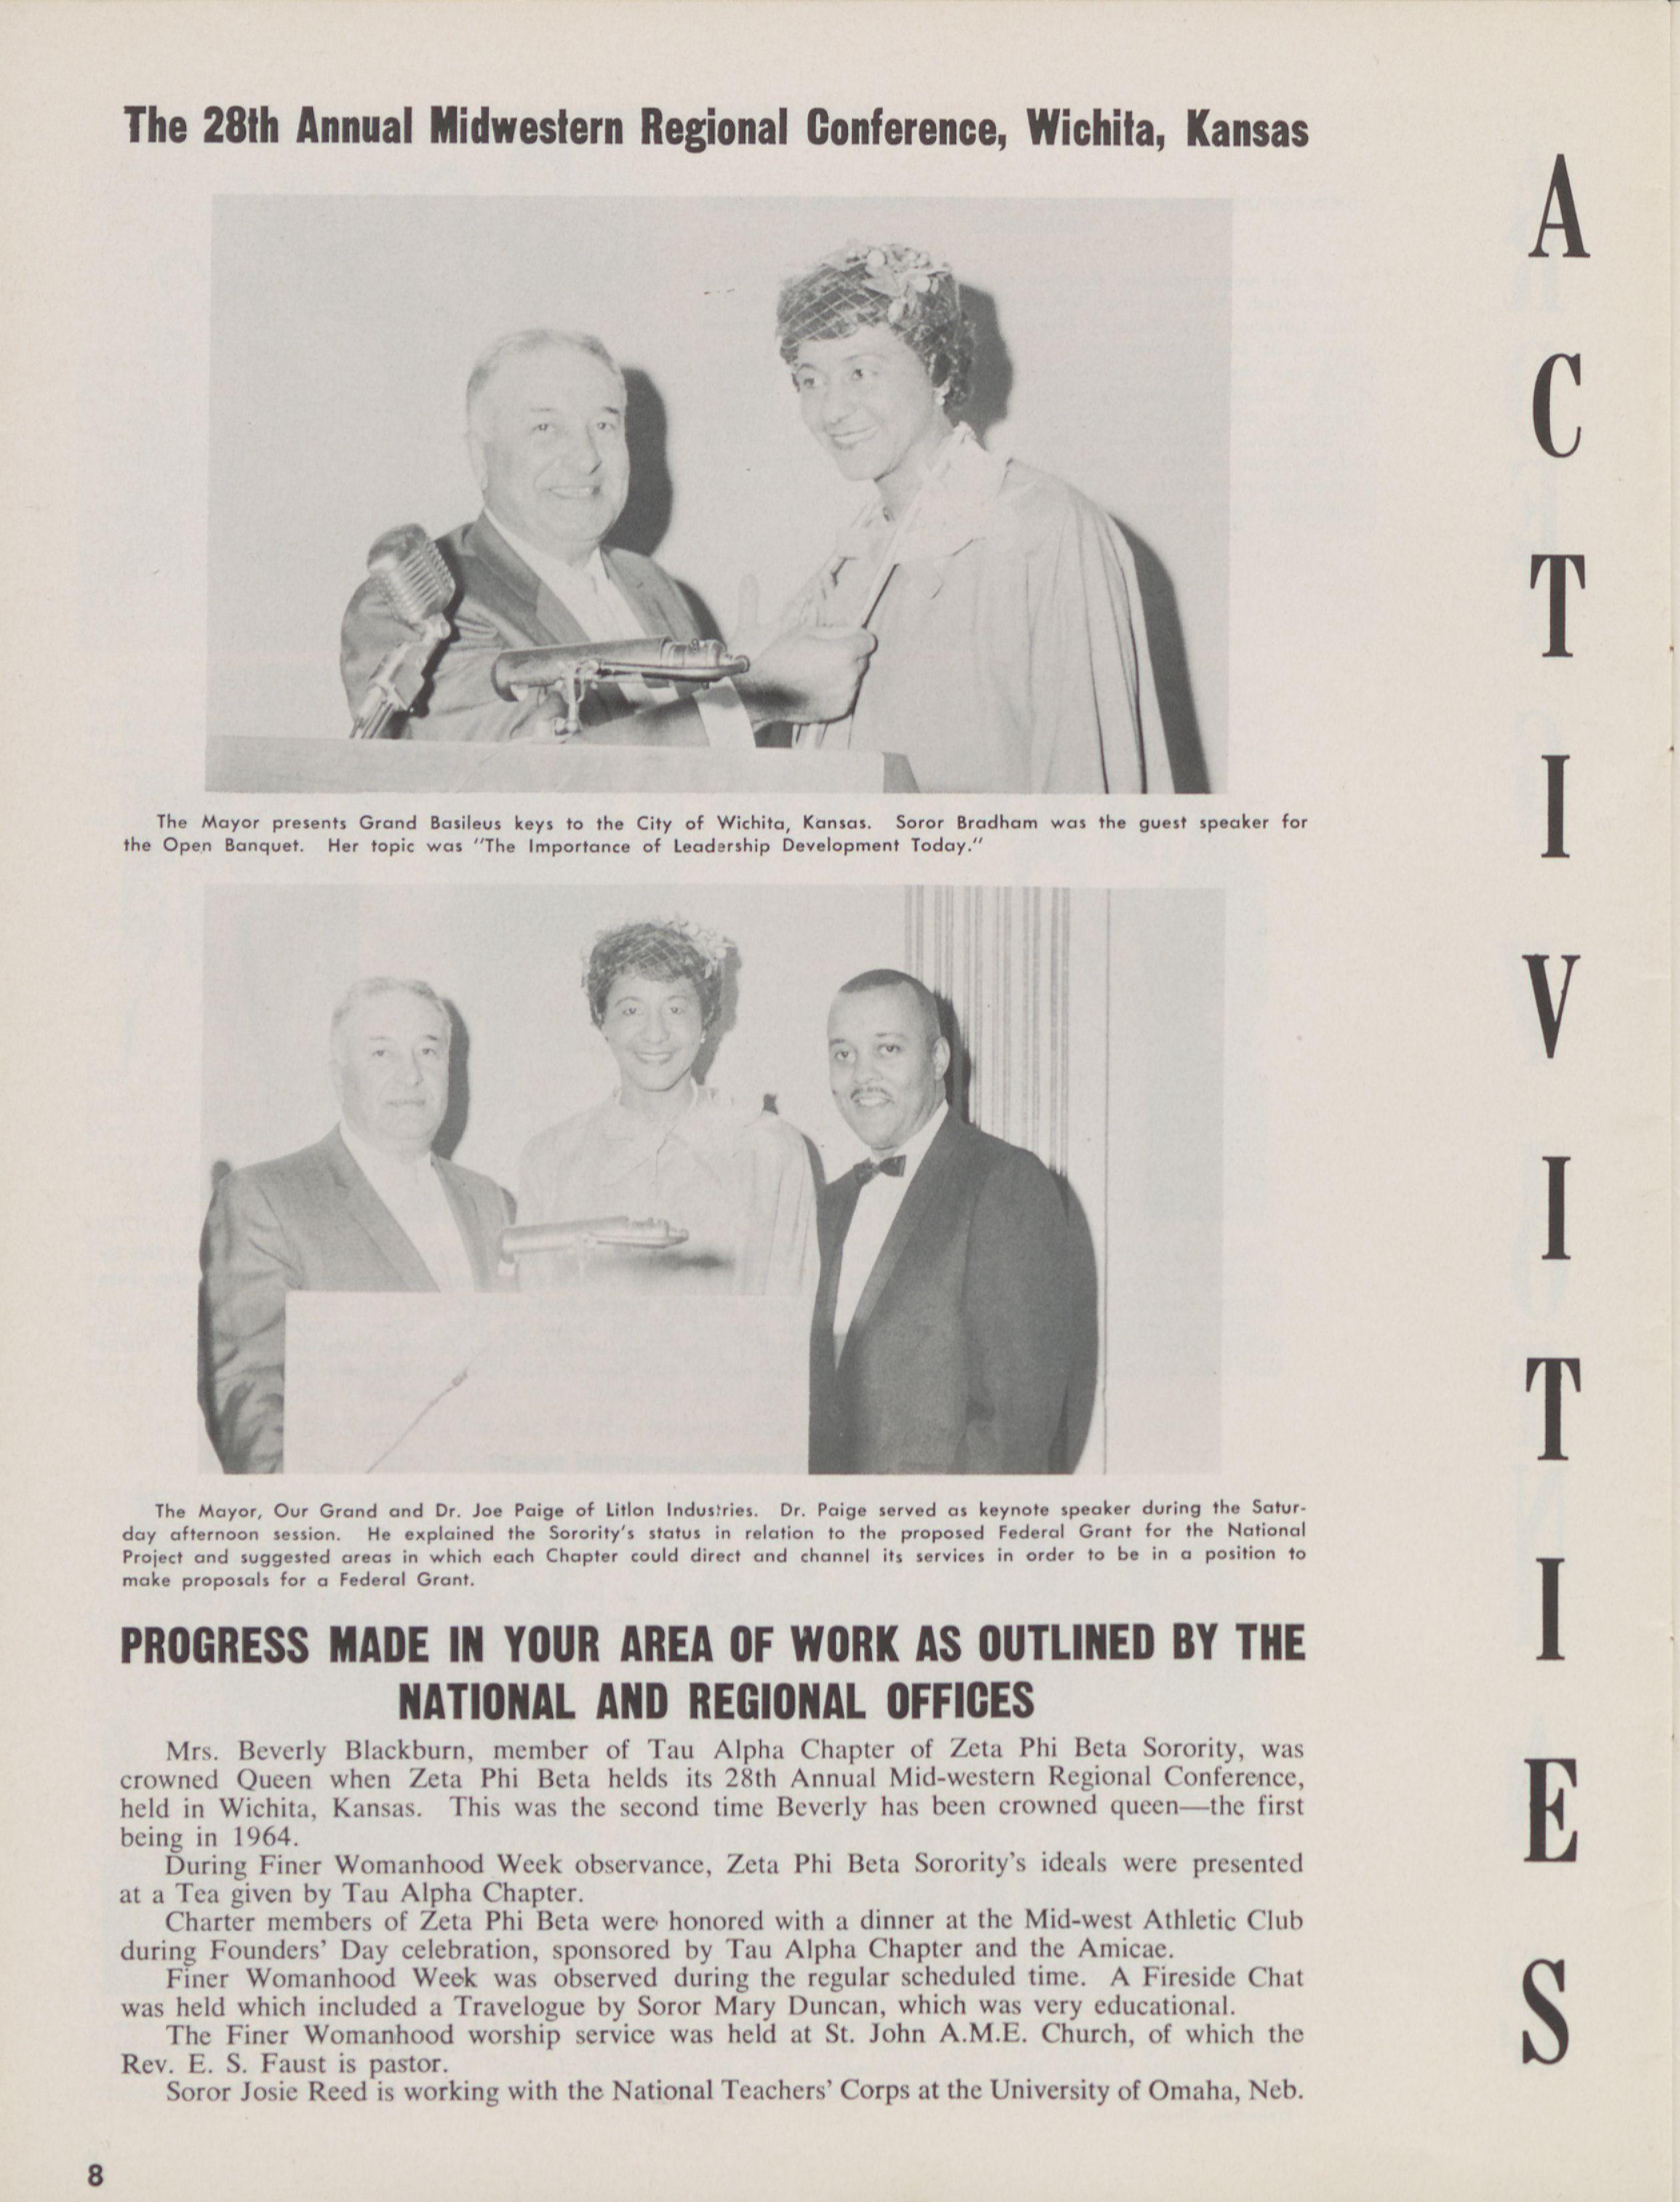 The 28th Annual Midwestern Regional Conference, Wichita, Kansas
The Mayor presents Grand Basileus keys to the City of Wichita, Kansas. Soror Bradham was the guest speaker for
the Open Banquet. Her topic was "The Importance of Leadership Development Today."
The Mayor, Our Grand and Dr. Joe Paige of Litlon Industries. Dr. Paige served as keynote speaker during the Satur-
day afternoon session. He explained the Sorority's status in relation to the proposed Federal Grant for the National
Project and suggested areas in which each Chapter could direct and channel its services in order to be in a position to
make proposals for a Federal Grant.
PROGRESS MADE IN YOUR AREA OF WORK AS OUTLINED BY THE
NATIONAL AND REGIONAL OFFICES
Mrs. Beverly Blackburn, member of Tau Alpha Chapter of Zeta Phi Beta Sorority, was
crowned Queen when Zeta Phi Beta helds its 28th Annual Mid-western Regional Conference,
held in Wichita, Kansas. This was the second time Beverly has been crowned queen—the first
being in 1964.
During Finer Womanhood Week observance, Zeta Phi Beta Sorority's ideals were presented
at a Tea given by Tau Alpha Chapter.
Charter members of Zeta Phi Beta were honored with a dinner at the Mid-west Athletic Club
during Founders' Day celebration, sponsored by Tau Alpha Chapter and the Amicae.
Finer Womanhood Week was observed during the regular scheduled time. A Fireside Chat
was held which included a Travelogue by Soror Mary Duncan, which was very educational.
The Finer Womanhood worship service was held at St. John A.M.E. Church, of which the
Rev. E. S. Faust is pastor.
Soror Josie Reed is working with the National Teachers' Corps at the University of Omaha, Neb.
8
ACTIVITIES